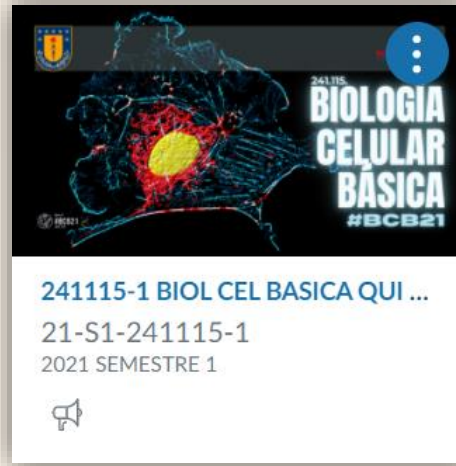 241.115.
BIOLOGIA
CELULAR
BÁSICA
#BCB21
#BCB21
241115-1 BIOL CEL BASICA QUI ...
21-S1-241115-1
2021 SEMESTRE 1